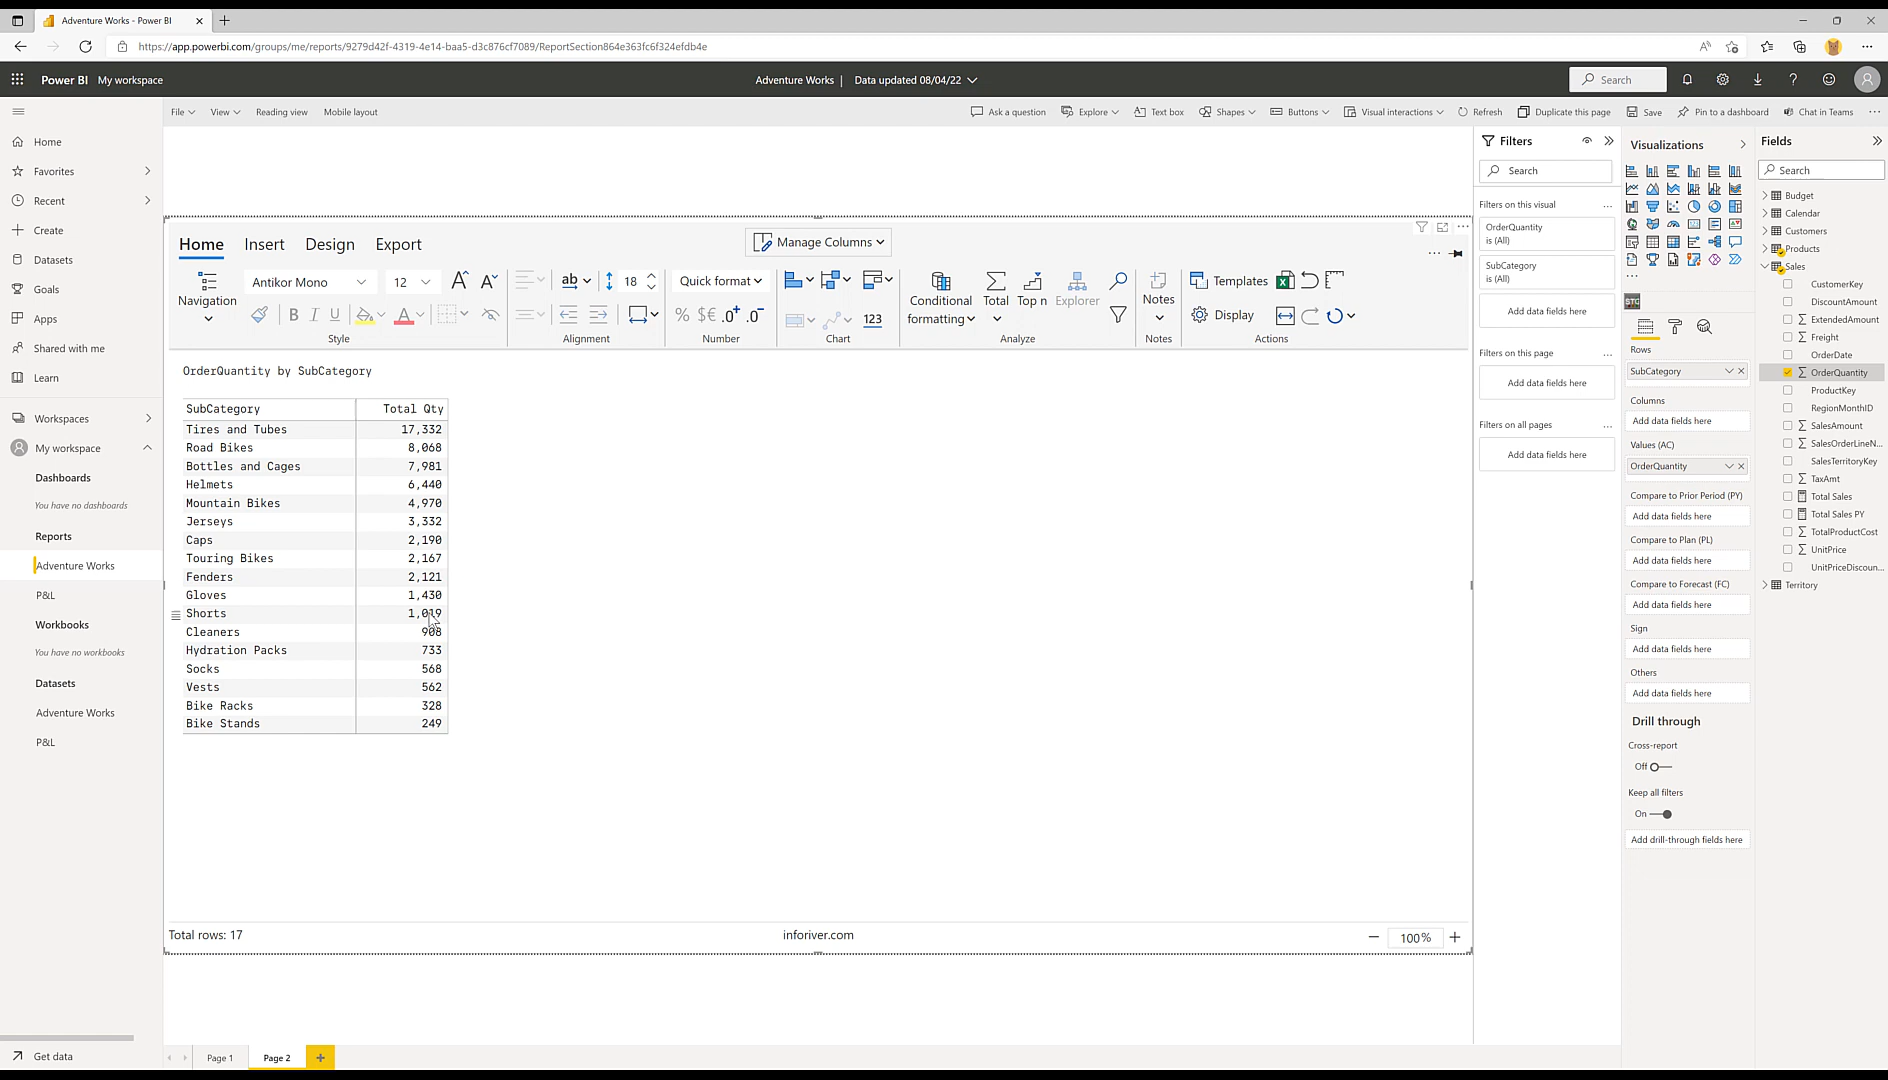 Adventure Works - Power BI
https://app.powerbi.com/groups/me/reports/9279d42f-4319-4e14-baa5-d3c876cf7089/ReportSection864e363fc6f324efdb4e
Power BI My workspace
Adventure Works | Data updated 08/04/22
Search
File View Reading view Mobile layout
Ask a question Explore Text box Shapes Buttons Visual interactions Refresh Duplicate this page Save Pin to a dashboard Chat in Teams
Home
Favorites
Recent
Create
Datasets
Goals
Apps
Shared with me
Learn
Workspaces
My workspace
Dashboards
You have no dashboards
Reports
Adventure Works
P&L
Workbooks
You have no workbooks
Datasets
Adventure Works
P&L
Get data
Home Insert Design Export
Manage Columns
Navigation
Antikor Mono 12
ab 18
Quick format
B I U A
% $€ .0+ .0-
123
Conditional formatting
Total
Top n
Explorer
Notes
Templates
Display
Style Alignment Number Chart Analyze Notes Actions
OrderQuantity by SubCategory
SubCategory Total Qty
Tires and Tubes 17,332
Road Bikes 8,068
Bottles and Cages 7,981
Helmets 6,440
Mountain Bikes 4,970
Jerseys 3,332
Caps 2,190
Touring Bikes 2,167
Fenders 2,121
Gloves 1,430
Shorts 1,019
Cleaners 908
Hydration Packs 733
Socks 568
Vests 562
Bike Racks 328
Bike Stands 249
Total rows: 17
inforiver.com
100%
Page 1 Page 2
Filters
Search
Filters on this visual
OrderQuantity
is (All)
SubCategory
is (All)
Add data fields here
Filters on this page
Add data fields here
Filters on all pages
Add data fields here
Visualizations
Rows
SubCategory
Columns
Add data fields here
Values (AC)
OrderQuantity
Compare to Prior Period (PY)
Add data fields here
Compare to Plan (PL)
Add data fields here
Compare to Forecast (FC)
Add data fields here
Sign
Add data fields here
Others
Add data fields here
Drill through
Cross-report
Off
Keep all filters
On
Add drill-through fields here
Fields
Search
Budget
Calendar
Customers
Products
Sales
CustomerKey
DiscountAmount
ExtendedAmount
Freight
OrderDate
OrderQuantity
ProductKey
RegionMonthID
SalesAmount
SalesOrderLineN...
SalesTerritoryKey
TaxAmt
Total Sales
Total Sales PY
TotalProductCost
UnitPrice
UnitPriceDiscoun...
Territory